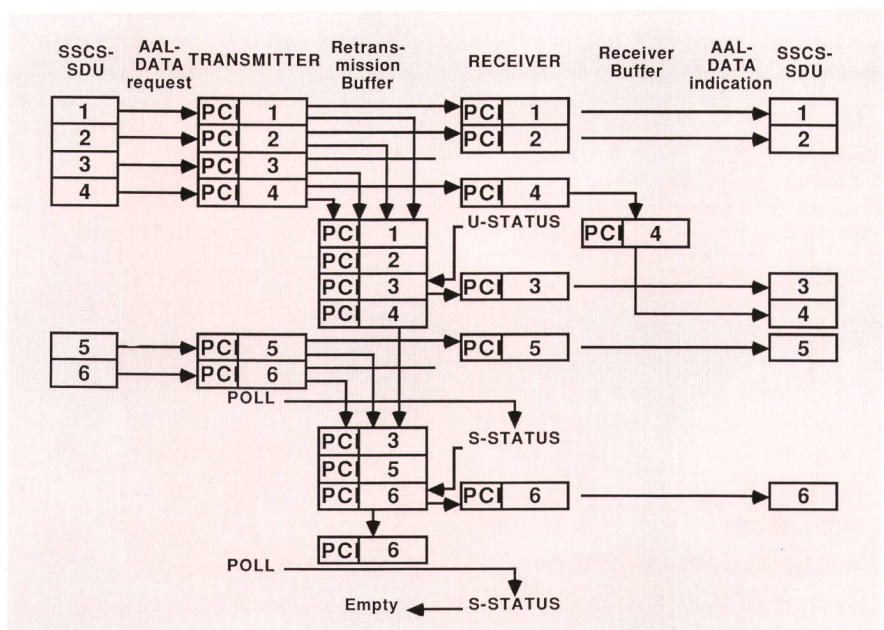 SSCS-
SDU
AAL-
DATA
request
TRANSMITTER
Retrans-
mission
Buffer
RECEIVER
Receiver
Buffer
AAL-
DATA
indication
SSCS-
SDU
1 PCI 1 PCI 1 1
2 PCI 2 PCI 2 2
3 PCI 3
4 PCI 4 PCI 4
U-STATUS
PCI 1 PCI 4
PCI 2
PCI 3 PCI 3 3
PCI 4 4
5 PCI 5 PCI 5 5
6 PCI 6
POLL
PCI 3 S-STATUS
PCI 5
PCI 6 PCI 6 6
PCI 6
POLL
Empty S-STATUS